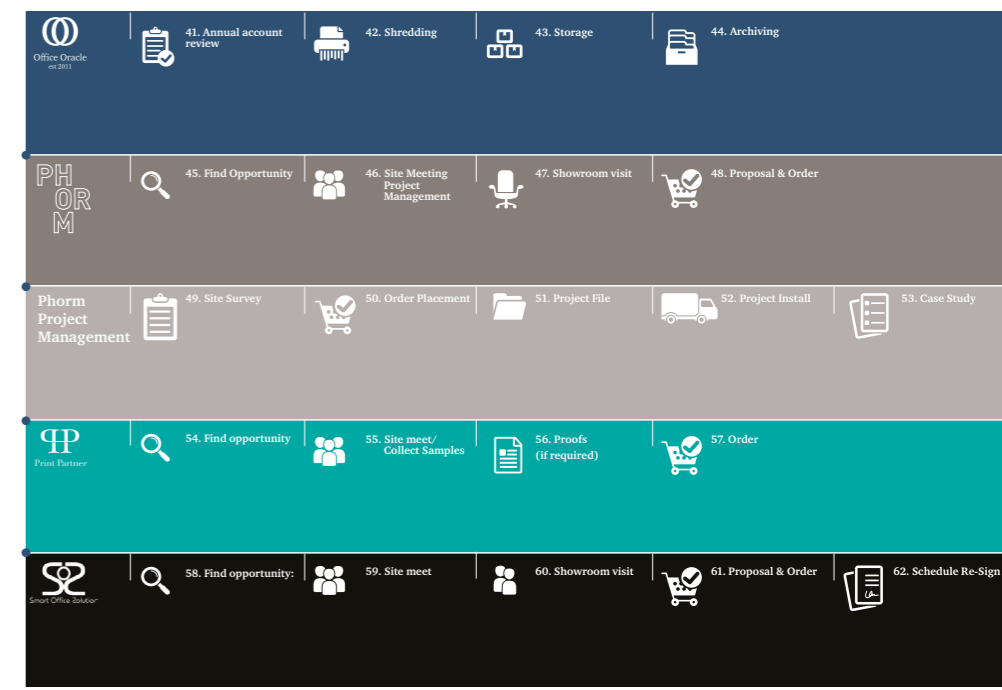 Office Oracle
est 2011
41. Annual account
review
42. Shredding
43. Storage
44. Archiving
PH
OR
M
45. Find Opportunity
46. Site Meeting
Project
Management
47. Showroom visit
48. Proposal & Order
Phorm
Project
Management
49. Site Survey
50. Order Placement
51. Project File
52. Project Install
53. Case Study
Print Partner
54. Find opportunity
55. Site meet/
Collect Samples
56. Proofs
(if required)
57. Order
Smart Office Solution
58. Find opportunity:
59. Site meet
60. Showroom visit
61. Proposal & Order
62. Schedule Re-Sign